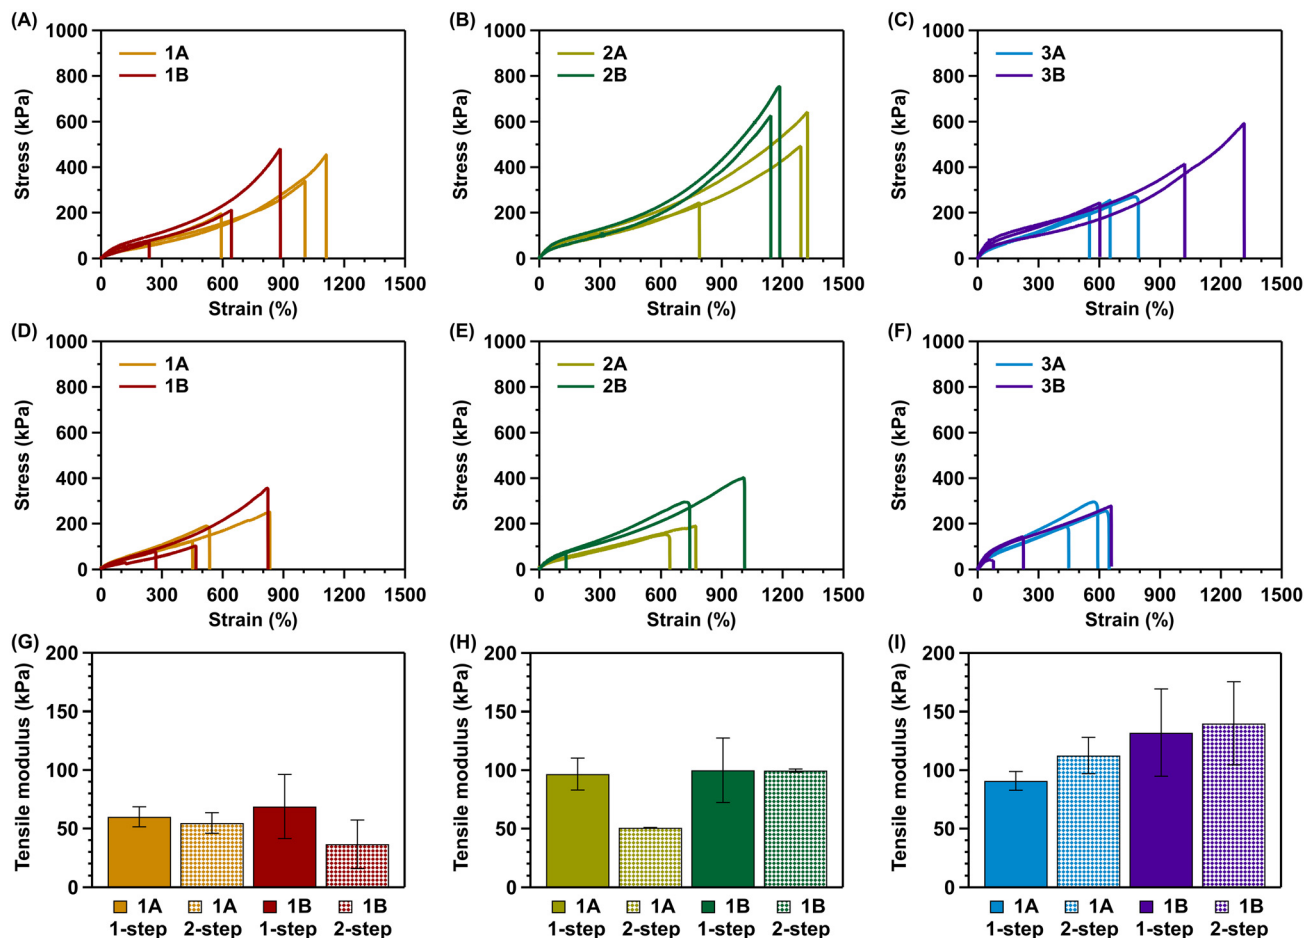 (A)
1000
800
600
400
200
0
Stress (kPa)
1A
1B
0 300 600 900 1200 1500
Strain (%)
(B)
1000
800
600
400
200
0
Stress (kPa)
2A
2B
0 300 600 900 1200 1500
Strain (%)
(C)
1000
800
600
400
200
0
Stress (kPa)
3A
3B
0 300 600 900 1200 1500
Strain (%)
(D)
1000
800
600
400
200
0
Stress (kPa)
1A
1B
0 300 600 900 1200 1500
Strain (%)
(E)
1000
800
600
400
200
0
Stress (kPa)
2A
2B
0 300 600 900 1200 1500
Strain (%)
(F)
1000
800
600
400
200
0
Stress (kPa)
3A
3B
0 300 600 900 1200 1500
Strain (%)
(G)
200
150
100
50
0
Tensile modulus (kPa)
1A 1A 1B 1B
1-step 2-step 1-step 2-step
(H)
200
150
100
50
0
Tensile modulus (kPa)
1A 1A 1B 1B
1-step 2-step 1-step 2-step
(I)
200
150
100
50
0
Tensile modulus (kPa)
1A 1A 1B 1B
1-step 2-step 1-step 2-step